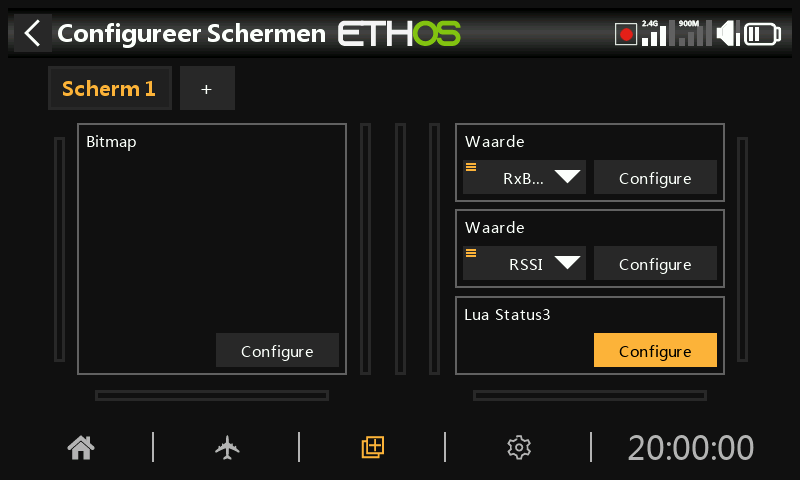 Configureer Schermen ETHOS 2.4G 900M
Scherm 1 +
Bitmap
Configure
Waarde
RxB... Configure
Waarde
RSSI Configure
Lua Status3
Configure
20:00:00